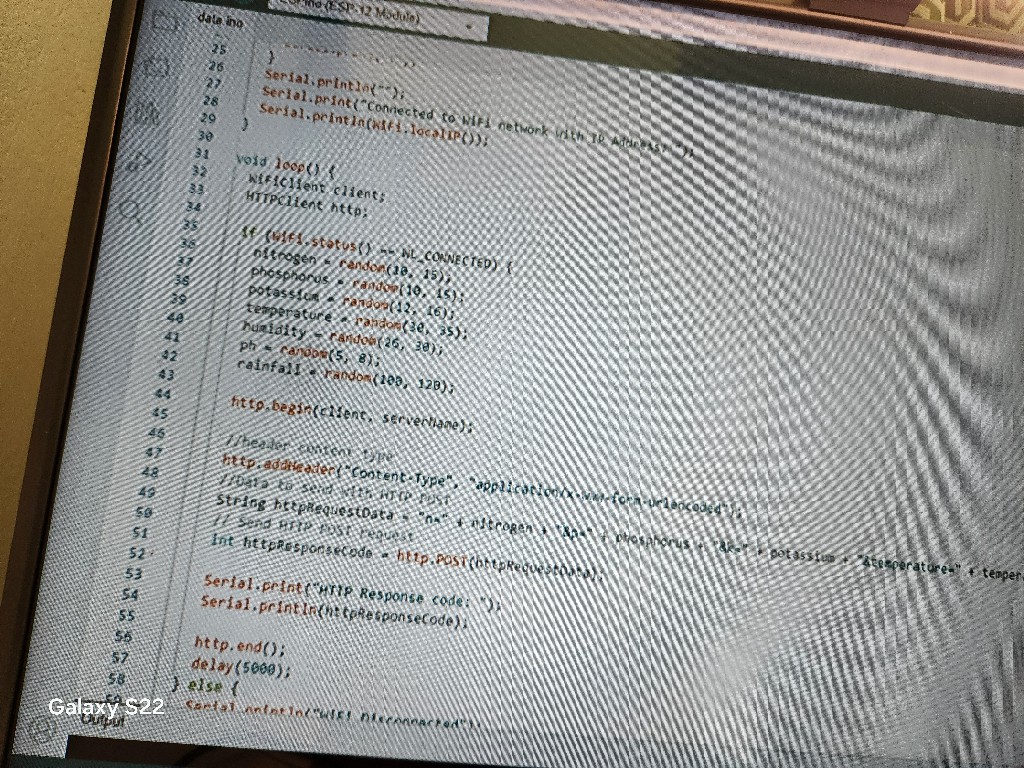 (ESP-12 Module)
data.ino
25
26 }
27 Serial.println("");
28 Serial.print("Connected to WiFi network with IP Address: ");
29 Serial.println(WiFi.localIP());
30 }
31
32 void loop() {
33 WiFiClient client;
34 HTTPClient http;
35
36 if (WiFi.status() == WL_CONNECTED) {
37 nitrogen = random(10, 15);
38 phosphorus = random(10, 15);
39 potassium = random(12, 16);
40 temperature = random(30, 35);
41 humidity = random(26, 30);
42 ph = random(5, 8);
43 rainfall = random(100, 120);
44
45 http.begin(client, serverName);
46
47 //header content type
48 http.addHeader("Content-Type", "application/x-www-form-urlencoded");
49 //Data to send with HTTP POST
50 String httpRequestData = "n=" + nitrogen + "&p=" + phosphorus + "&k=" + potassium + "&temperature=" + temper
51 // Send HTTP POST request
52 int httpResponseCode = http.POST(httpRequestData);
53
54 Serial.print("HTTP Response code: ");
55 Serial.println(httpResponseCode);
56
57 http.end();
58 delay(5000);
59 } else {
Serial.println("WiFi Disconnected");
Output
Galaxy S22